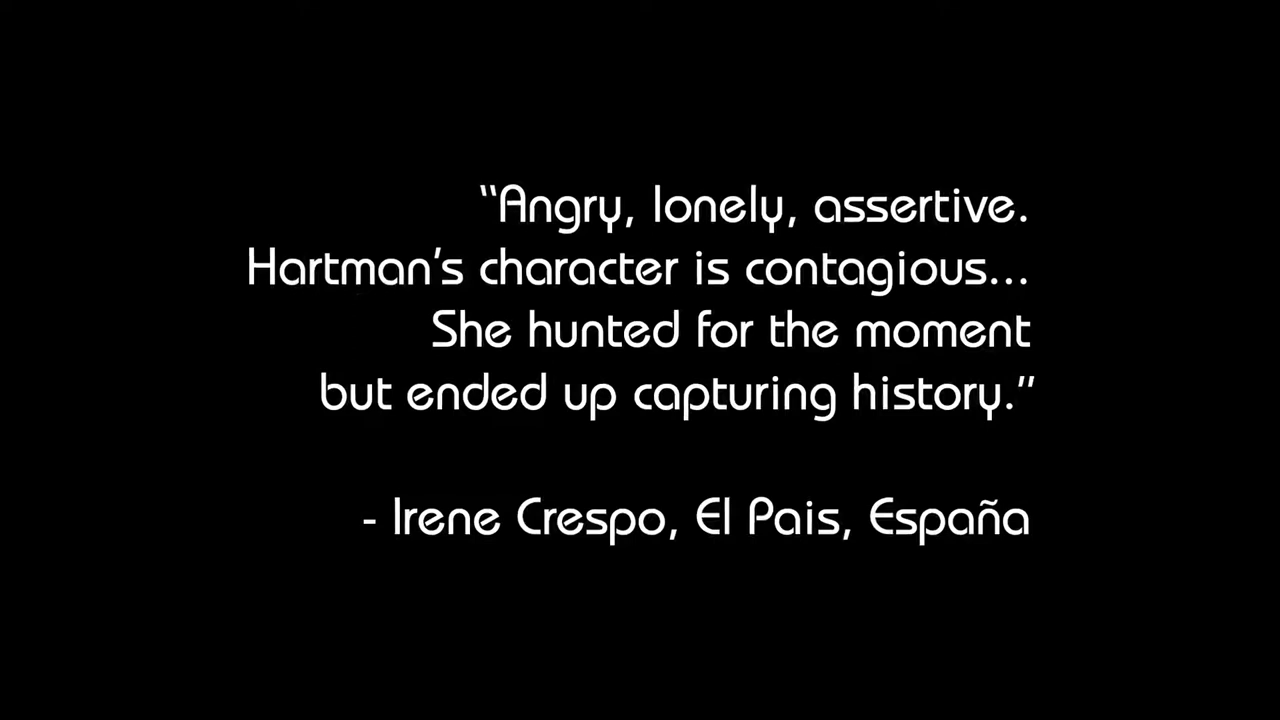 “Angry, lonely, assertive.
Hartman’s character is contagious...
She hunted for the moment
but ended up capturing history.”
- Irene Crespo, El Pais, España